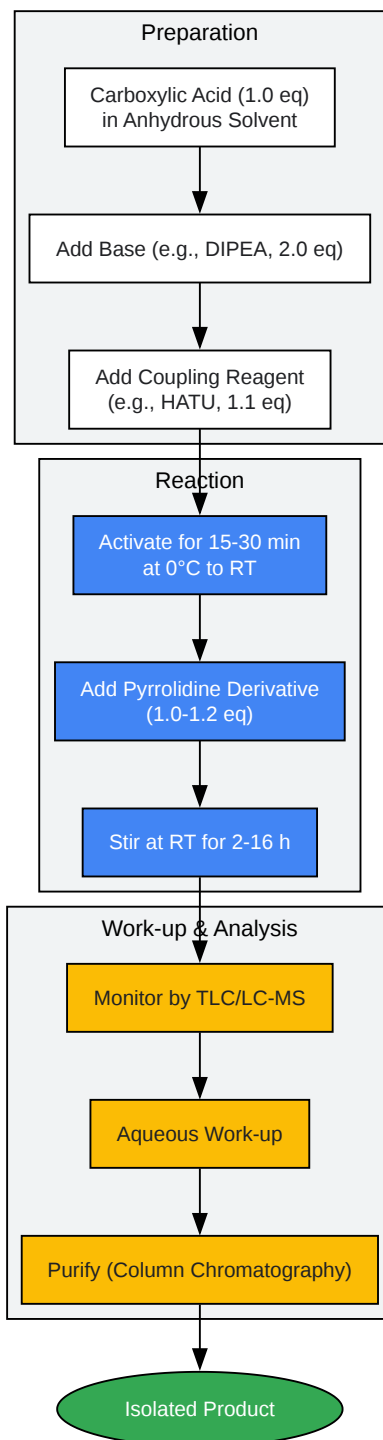 Preparation
Carboxylic Acid (1.0 eq)
in Anhydrous Solvent
Add Base (e.g., DIPEA, 2.0 eq)
Add Coupling Reagent
(e.g., HATU, 1.1 eq)
Reaction
Activate for 15-30 min
at 0°C to RT
Add Pyrrolidine Derivative
(1.0-1.2 eq)
Stir at RT for 2-16 h
Work-up & Analysis
Monitor by TLC/LC-MS
Aqueous Work-up
Purify (Column Chromatography)
Isolated Product